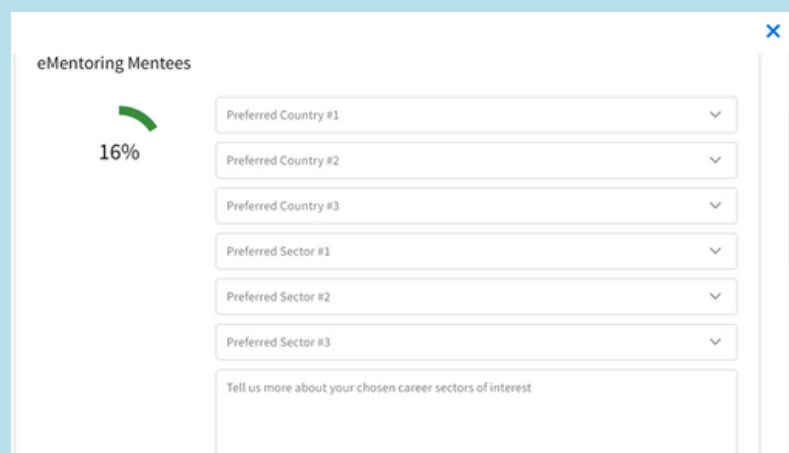 eMentoring Mentees
16%
Preferred Country #1
Preferred Country #2
Preferred Country #3
Preferred Sector #1
Preferred Sector #2
Preferred Sector #3
Tell us more about your chosen career sectors of interest